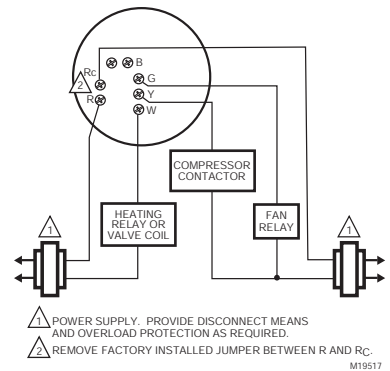 B
Rc
G
2
R
Y
W
COMPRESSOR
CONTACTOR
HEATING
RELAY OR
VALVE COIL
FAN
RELAY
1
1
1 POWER SUPPLY. PROVIDE DISCONNECT MEANS
AND OVERLOAD PROTECTION AS REQUIRED.
2 REMOVE FACTORY INSTALLED JUMPER BETWEEN R AND RC.
M19517